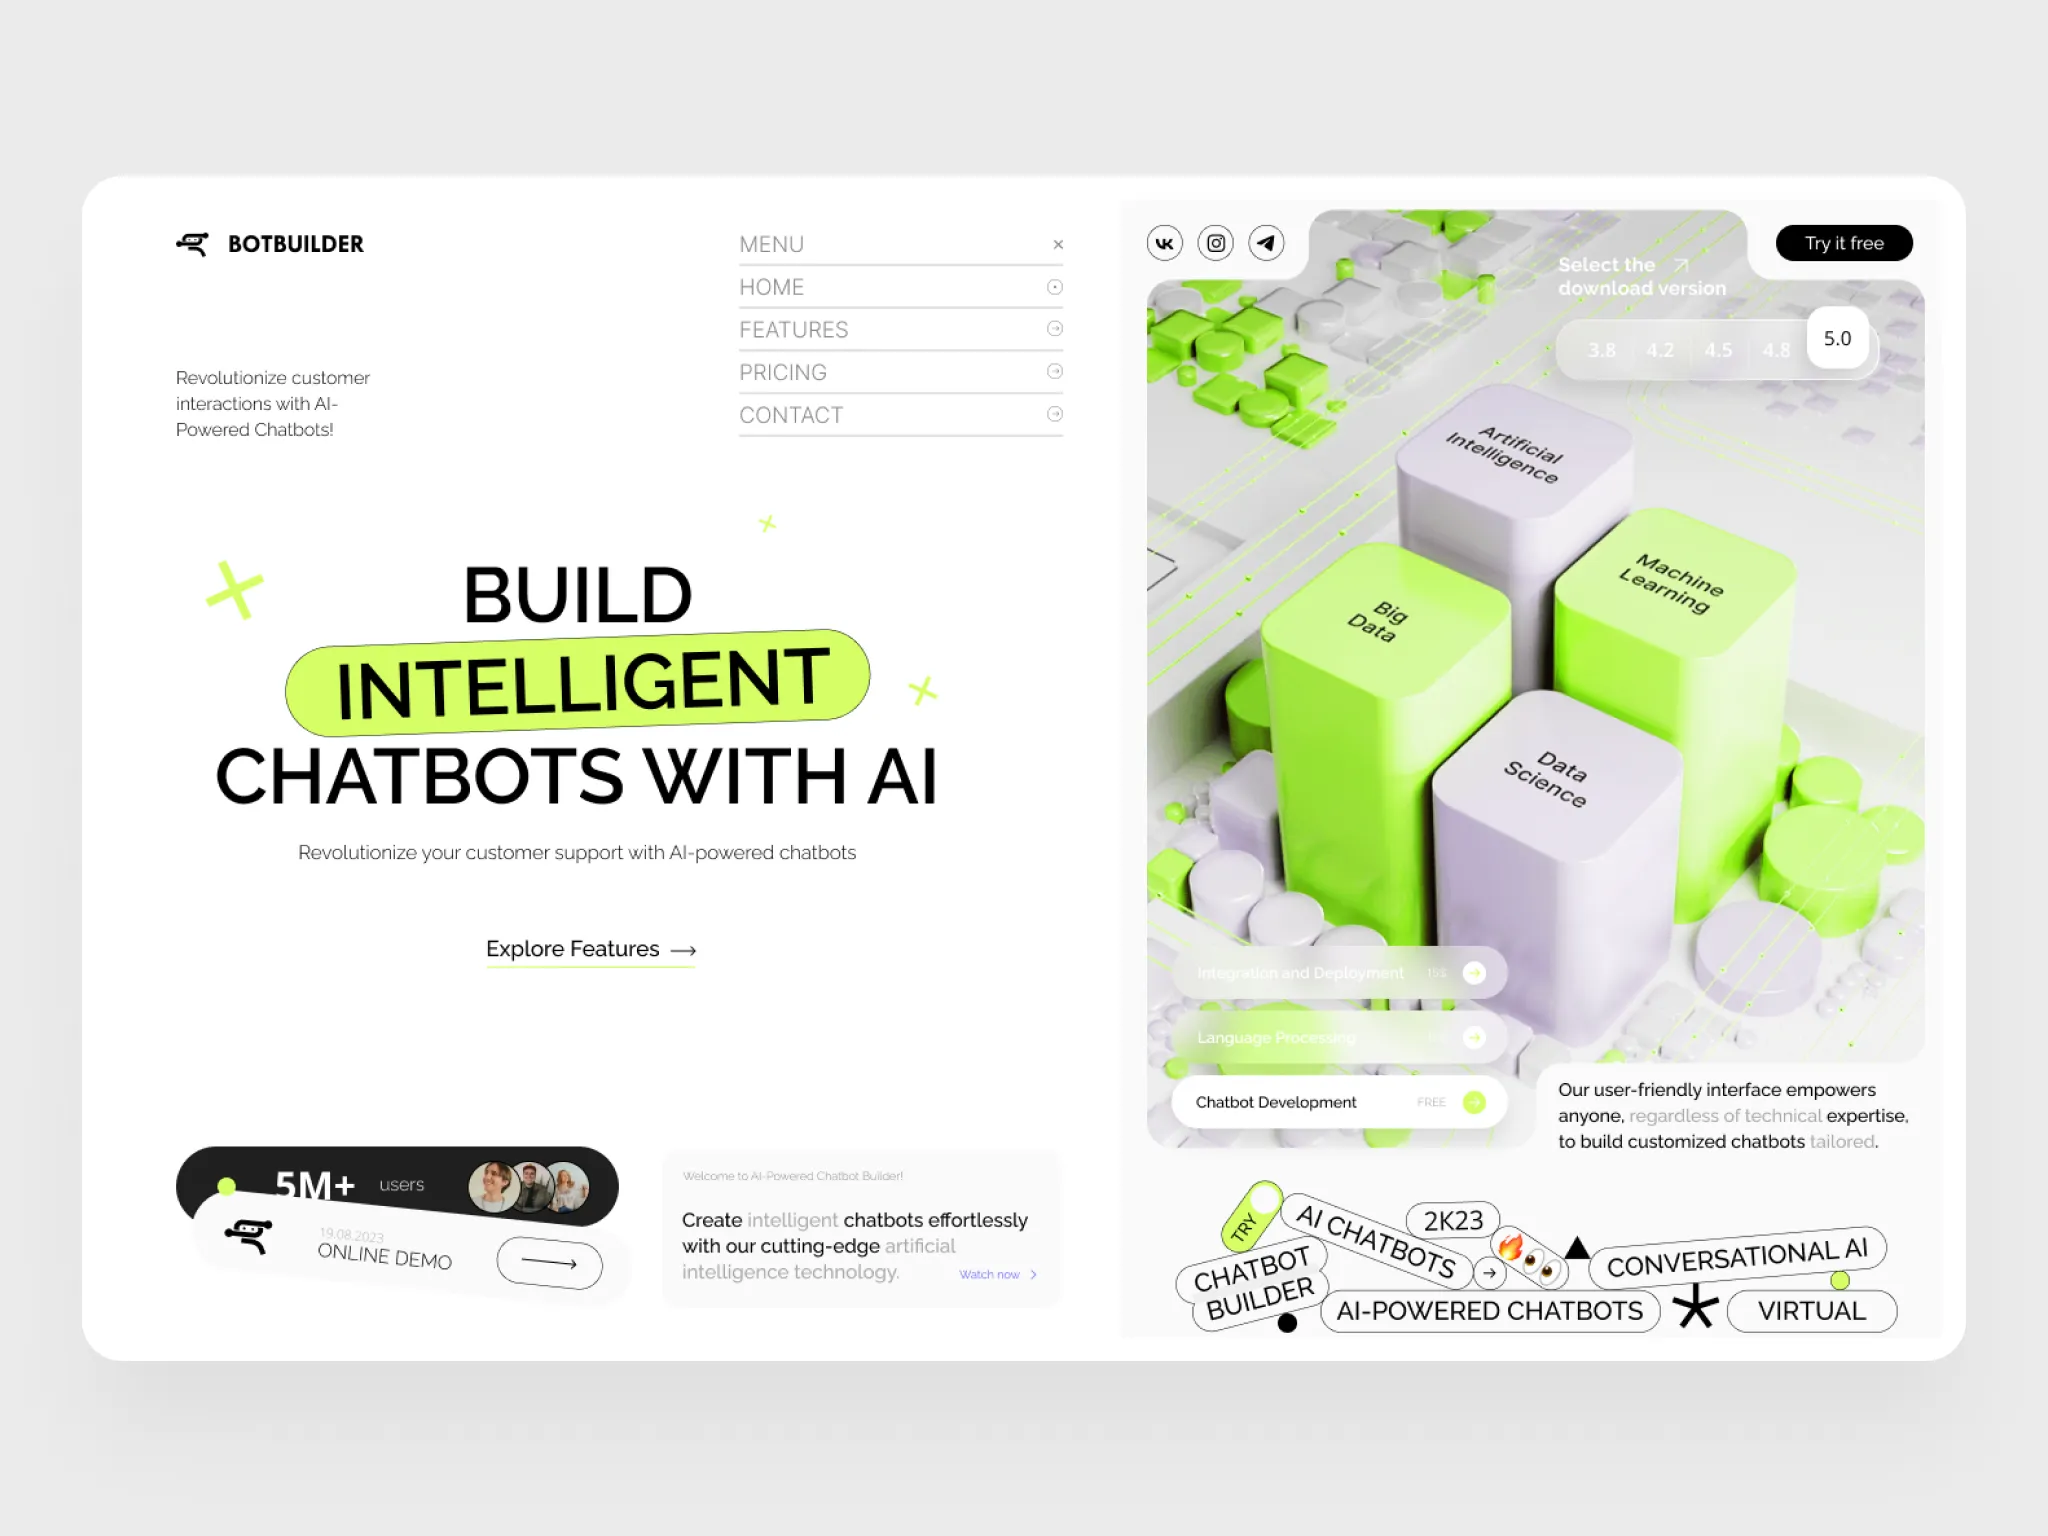 BOTBUILDER
MENU
HOME
FEATURES
PRICING
CONTACT
Revolutionize customer
interactions with AI-
Powered Chatbots!
BUILD
INTELLIGENT
CHATBOTS WITH AI
Revolutionize your customer support with AI-powered chatbots
Explore Features
5M+ users
19.08.2023
ONLINE DEMO
Welcome to AI-Powered Chatbot Builder!
Create intelligent chatbots effortlessly
with our cutting-edge artificial
intelligence technology.
Watch now
Try it free
Select the
download version
3.8 4.2 4.5 4.8 5.0
Artificial
Intelligence
Machine
Learning
Big
Data
Data
Science
Integration and Deployment 19$
Language Processing
Chatbot Development FREE
Our user-friendly interface empowers
anyone, regardless of technical expertise,
to build customized chatbots tailored.
TRY
AI CHATBOTS
2K23
CHATBOT
BUILDER
CONVERSATIONAL AI
AI-POWERED CHATBOTS
VIRTUAL